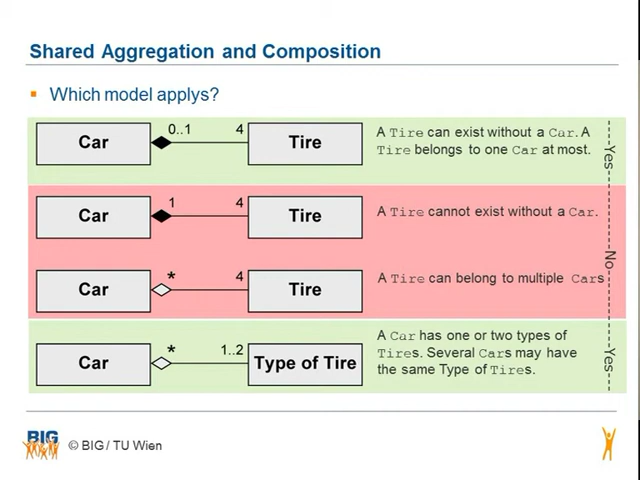 Shared Aggregation and Composition
Which model applys?
Car 0..1 4 Tire
A Tire can exist without a Car. A
Tire belongs to one Car at most.
Yes
Car 1 4 Tire
A Tire cannot exist without a Car.
No
Car * 4 Tire
A Tire can belong to multiple Cars
Car * 1..2 Type of Tire
A Car has one or two types of
Tires. Several Cars may have
the same Type of Tires.
Yes
BIG
© BIG / TU Wien